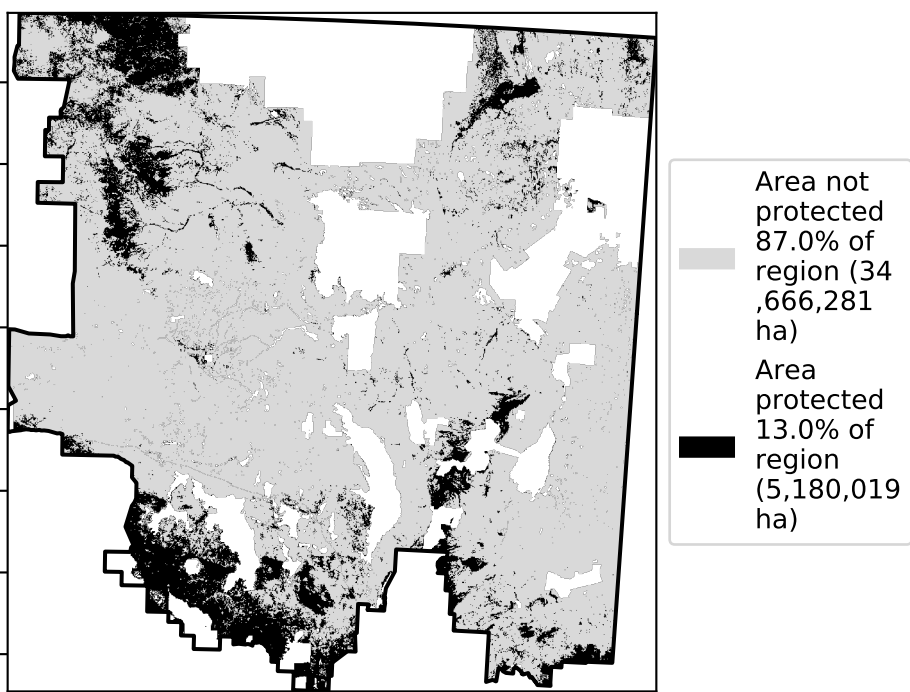 Area not
protected
87.0% of
region (34
,666,281
ha)
Area
protected
13.0% of
region
(5,180,019
ha)